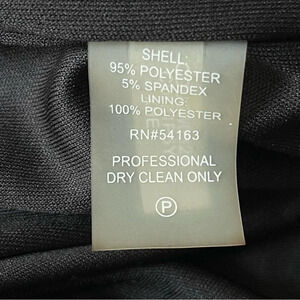 SHELL:
95% POLYESTER
5% SPANDEX
LINING:
100% POLYESTER
RN#54163
PROFESSIONAL
DRY CLEAN ONLY
P